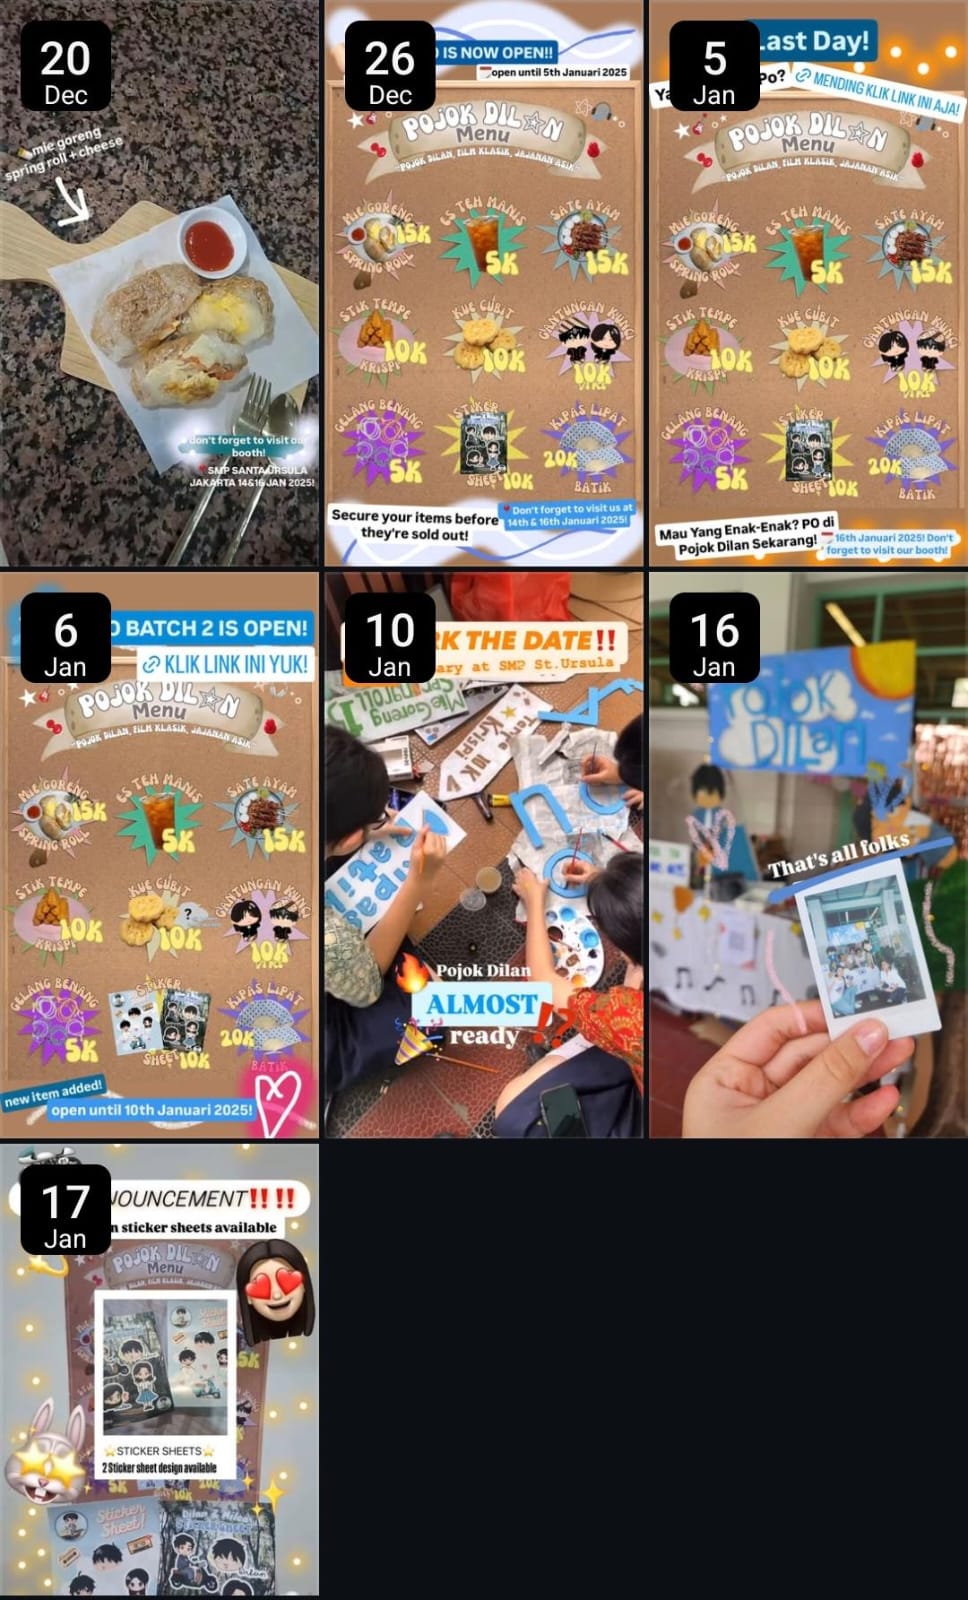 20
Dec
mie goreng
spring roll + cheese
don't forget to visit our
booth!
SMP SANTA URSULA
JAKARTA 14&16 JAN 2025!
26
Dec
IS NOW OPEN!!
open until 5th Januari 2025
POJOK DILAN
Menu
"POJOK DILAN, FILM KLASIK, JAJANAN ASIK"
MIE GORENG
15K
SPRING ROLL
ES TEH MANIS
5K
SATE AYAM
15K
STIK TEMPE
10K
KRISPI
KUE CUBIT
10K
GANTUNGAN KUNCI
10K
GELANG BENANG
5K
STIKER
SHEET
10K
KIPAS LIPAT
20K
BATIK
Secure your items before
they're sold out!
Don't forget to visit us at
14th & 16th Januari 2025!
5
Jan
Last Day!
Po?
MENDING KLIK LINK INI AJA!
POJOK DILAN
Menu
"POJOK DILAN, FILM KLASIK, JAJANAN ASIK"
MIE GORENG
15K
SPRING ROLL
ES TEH MANIS
5K
SATE AYAM
15K
STIK TEMPE
10K
KRISPI
KUE CUBIT
10K
GANTUNGAN KUNCI
10K
GELANG BENANG
5K
STIKER
SHEET
10K
KIPAS LIPAT
20K
BATIK
Mau Yang Enak-Enak? PO di
Pojok Dilan Sekarang!
16th Januari 2025! Don't
forget to visit our booth!
6
Jan
BATCH 2 IS OPEN!
KLIK LINK INI YUK!
POJOK DILAN
Menu
"POJOK DILAN, FILM KLASIK, JAJANAN ASIK"
MIE GORENG
15K
SPRING ROLL
ES TEH MANIS
5K
SATE AYAM
15K
STIK TEMPE
10K
KRISPI
KUE CUBIT
?
10K
GANTUNGAN KUNCI
10K
GELANG BENANG
5K
STIKER
SHEET
10K
KIPAS LIPAT
20K
BATIK
new item added!
open until 10th Januari 2025!
10
Jan
THE DATE!!
at SMP St.Ursula
Mie Goreng
Krispi 10K
Pojok Dilan
ALMOST
ready
16
Jan
Pojok
Dilan
That's all folks
17
Jan
sticker sheets available
POJOK DILAN
Menu
STICKER SHEETS
2 Sticker sheet design available
5K
10K
Sticker
Sheet!